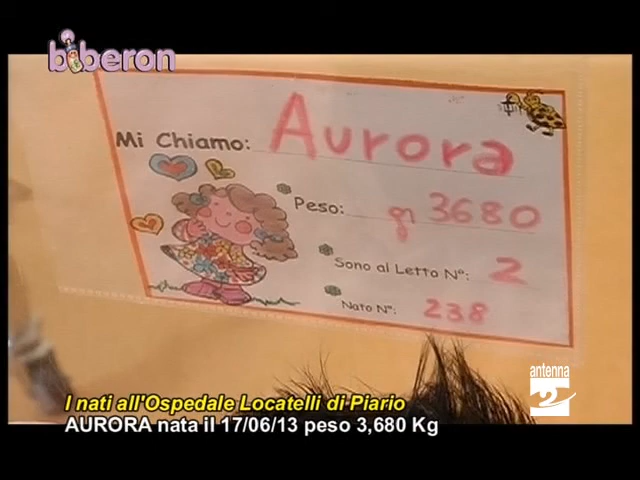 biberon
Mi Chiamo: Aurora
Peso: gr 3680
Sono al Letto N°: 2
Nato N°: 238
antenna
2
I nati all'Ospedale Locatelli di Piario
AURORA nata il 17/06/13 peso 3,680 Kg